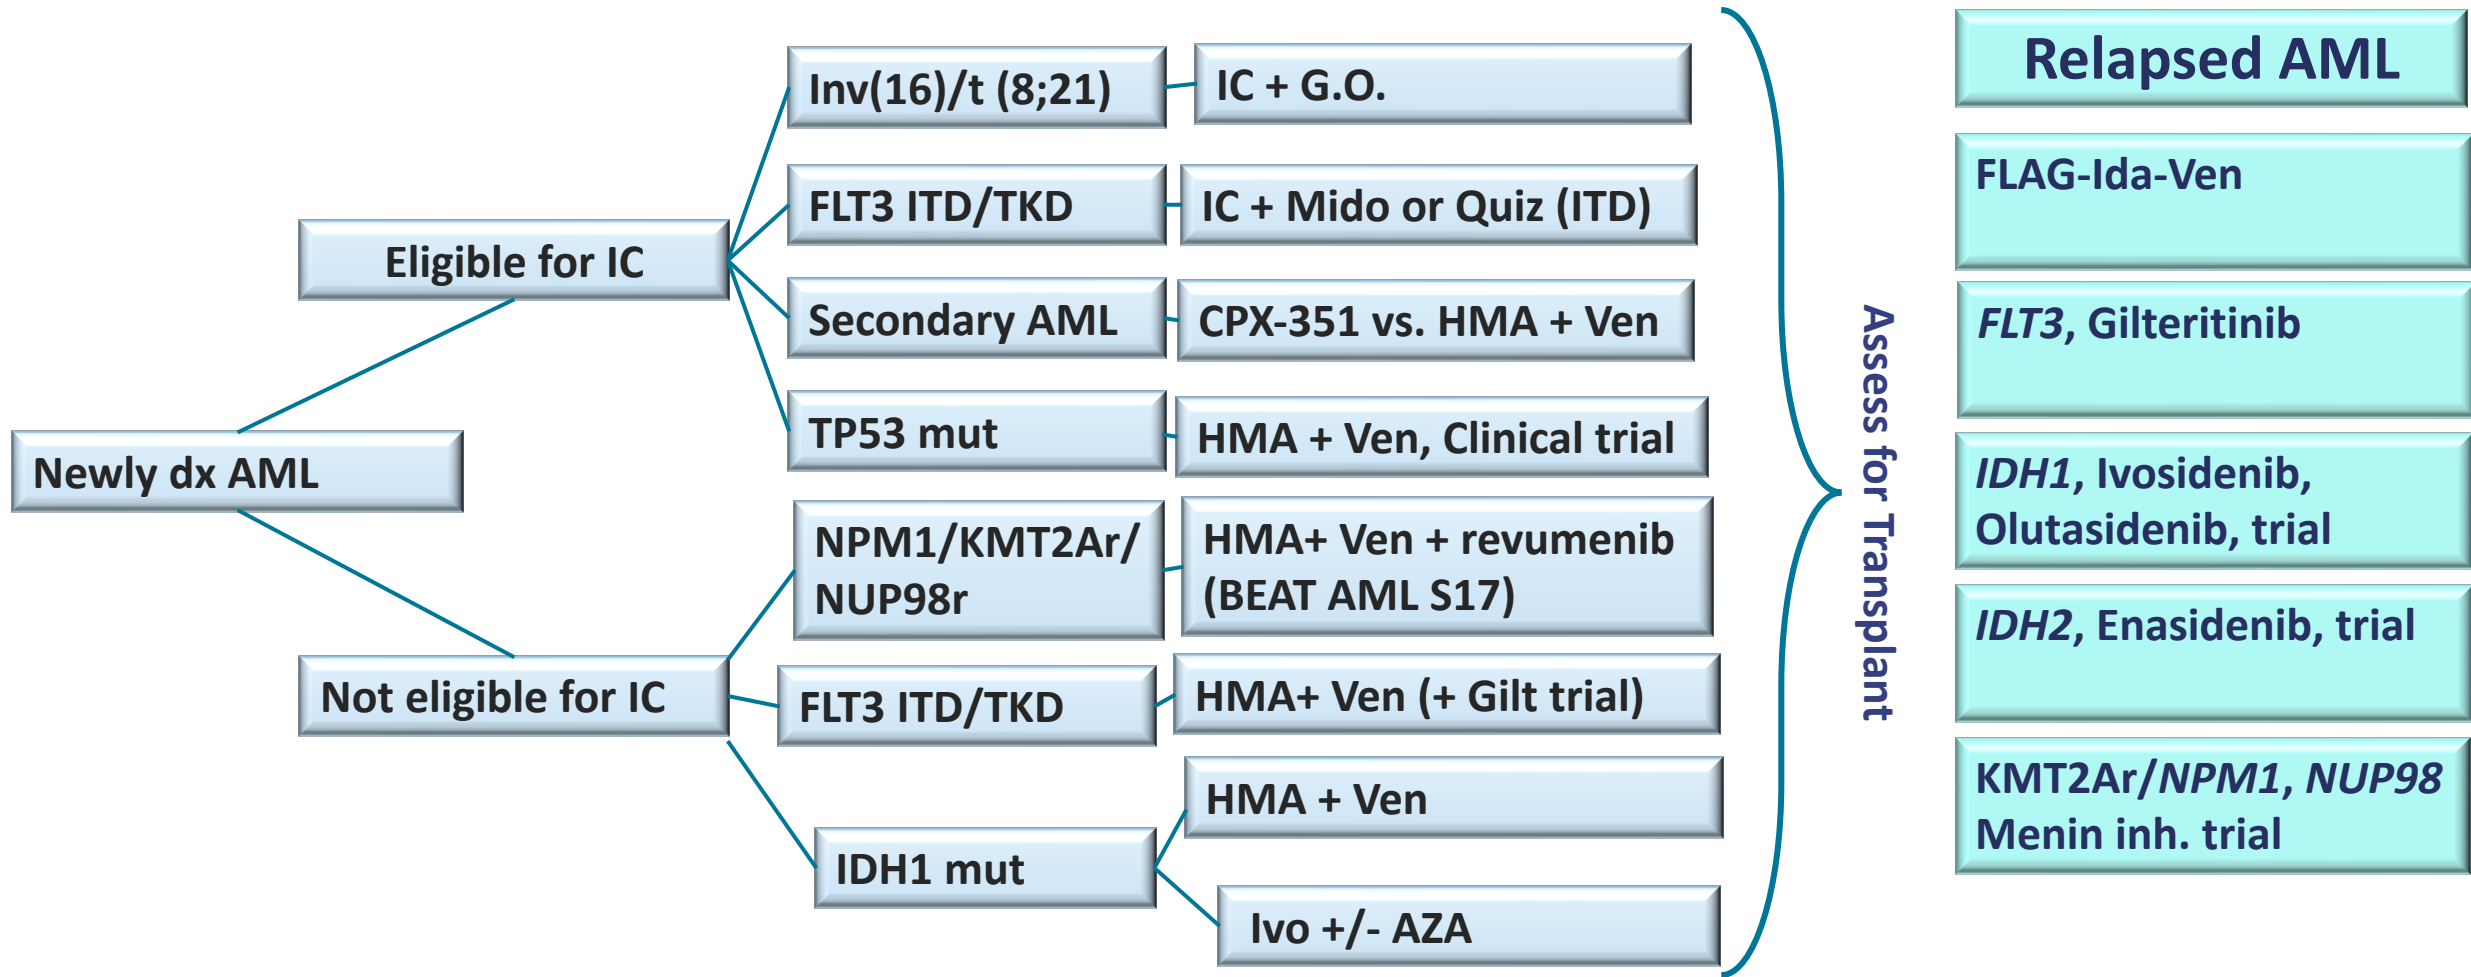 Newly dx AML
Eligible for IC
Inv(16)/t (8;21)
IC + G.O.
FLT3 ITD/TKD
IC + Mido or Quiz (ITD)
Secondary AML
CPX-351 vs. HMA + Ven
TP53 mut
HMA + Ven, Clinical trial
Not eligible for IC
NPM1/KMT2Ar/
NUP98r
HMA+ Ven + revumenib
(BEAT AML S17)
FLT3 ITD/TKD
HMA+ Ven (+ Gilt trial)
IDH1 mut
HMA + Ven
Ivo +/- AZA
Assess for Transplant
Relapsed AML
FLAG-Ida-Ven
FLT3, Gilteritinib
IDH1, Ivosidenib,
Olutasidenib, trial
IDH2, Enasidenib, trial
KMT2Ar/NPM1, NUP98
Menin inh. trial